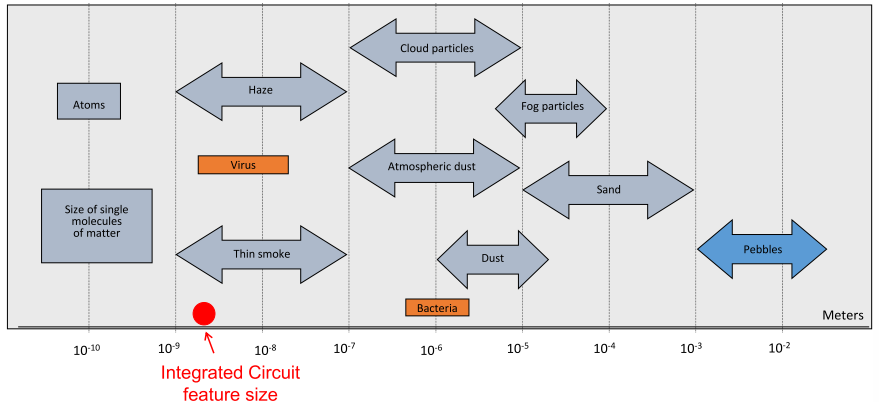 Cloud particles
Haze
Atoms
Fog particles
Virus
Atmospheric dust
Sand
Size of single
molecules
of matter
Thin smoke
Dust
Pebbles
Bacteria
Meters
10-10
10-9
10-8
10-7
10-6
10-5
10-4
10-3
10-2
Integrated Circuit
feature size